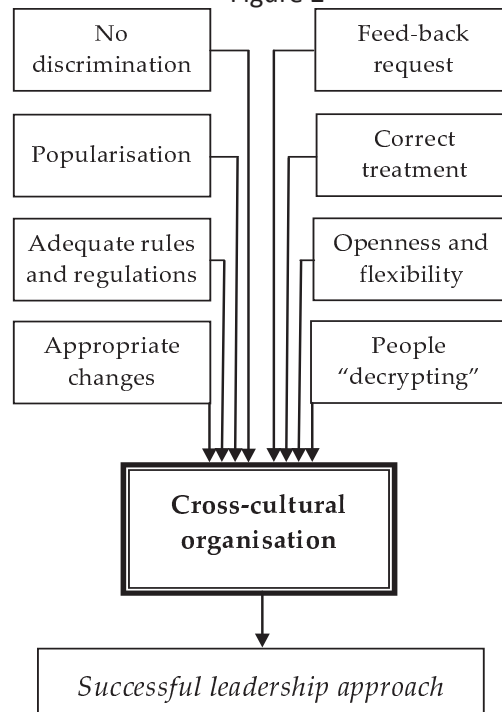 Figure 2
No
discrimination
Feed-back
request
Popularisation
Correct
treatment
Adequate rules
and regulations
Openness and
flexibility
Appropriate
changes
People
“decrypting”
Cross-cultural
organisation
Successful leadership approach